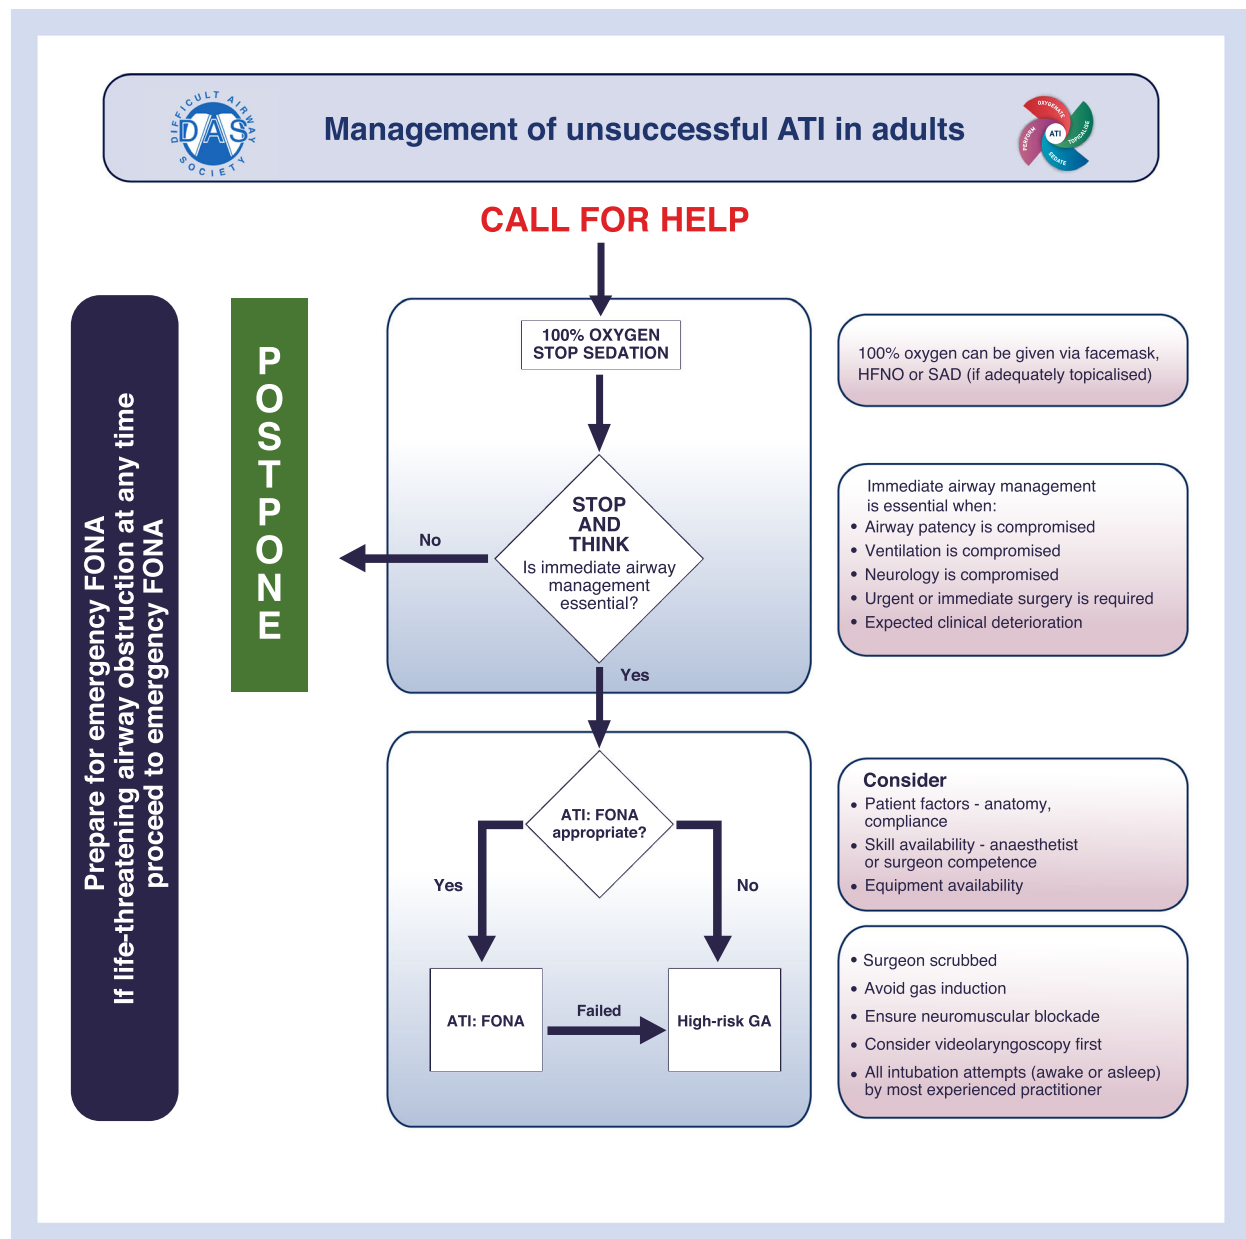 DIFFICULT AIRWAY
DAS
SOCIETY
Management of unsuccessful ATI in adults
OXYGENATE
TOPICALISE
SEDATE
PERFORM
ATI
CALL FOR HELP
Prepare for emergency FONA
If life-threatening airway obstruction at any time
proceed to emergency FONA
POSTPONE
100% OXYGEN
STOP SEDATION
100% oxygen can be given via facemask,
HFNO or SAD (if adequately topicalised)
STOP
AND
THINK
Is immediate airway
management
essential?
No
Yes
Immediate airway management
is essential when:
• Airway patency is compromised
• Ventilation is compromised
• Neurology is compromised
• Urgent or immediate surgery is required
• Expected clinical deterioration
ATI: FONA
appropriate?
Yes
No
Consider
• Patient factors - anatomy,
compliance
• Skill availability - anaesthetist
or surgeon competence
• Equipment availability
ATI: FONA
Failed
High-risk GA
• Surgeon scrubbed
• Avoid gas induction
• Ensure neuromuscular blockade
• Consider videolaryngoscopy first
• All intubation attempts (awake or asleep)
by most experienced practitioner